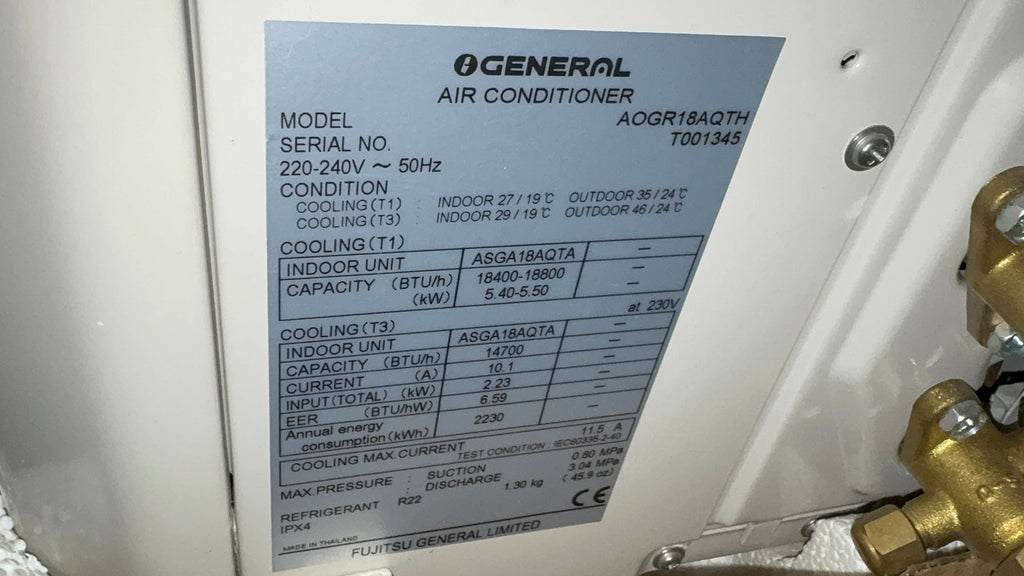 GENERAL
AIR CONDITIONER
MODEL AOGR18AQTH
SERIAL NO. T001345
220-240V ~ 50Hz
CONDITION
COOLING(T1) : INDOOR 27/19℃ OUTDOOR 35/24℃
COOLING(T3) : INDOOR 29/19℃ OUTDOOR 46/24℃
COOLING(T1)
INDOOR UNIT ASGA18AQTA —
CAPACITY (BTU/h) 18400-18800 —
(kW) 5.40-5.50 —
at 230V
COOLING(T3)
INDOOR UNIT ASGA18AQTA —
CAPACITY (BTU/h) 14700 —
CURRENT (A) 10.1 —
INPUT(TOTAL) (kW) 2.23 —
EER (BTU/hW) 6.59 —
Annual energy
consumption(kWh) 2230 —
COOLING MAX.CURRENT 11.5 A
TEST CONDITION : IEC60335-2-40
MAX.PRESSURE : SUCTION 0.80 MPa
: DISCHARGE 3.04 MPa
REFRIGERANT R22 1.30 kg (45.9 oz)
IPX4 CE
MADE IN THAILAND
FUJITSU GENERAL LIMITED